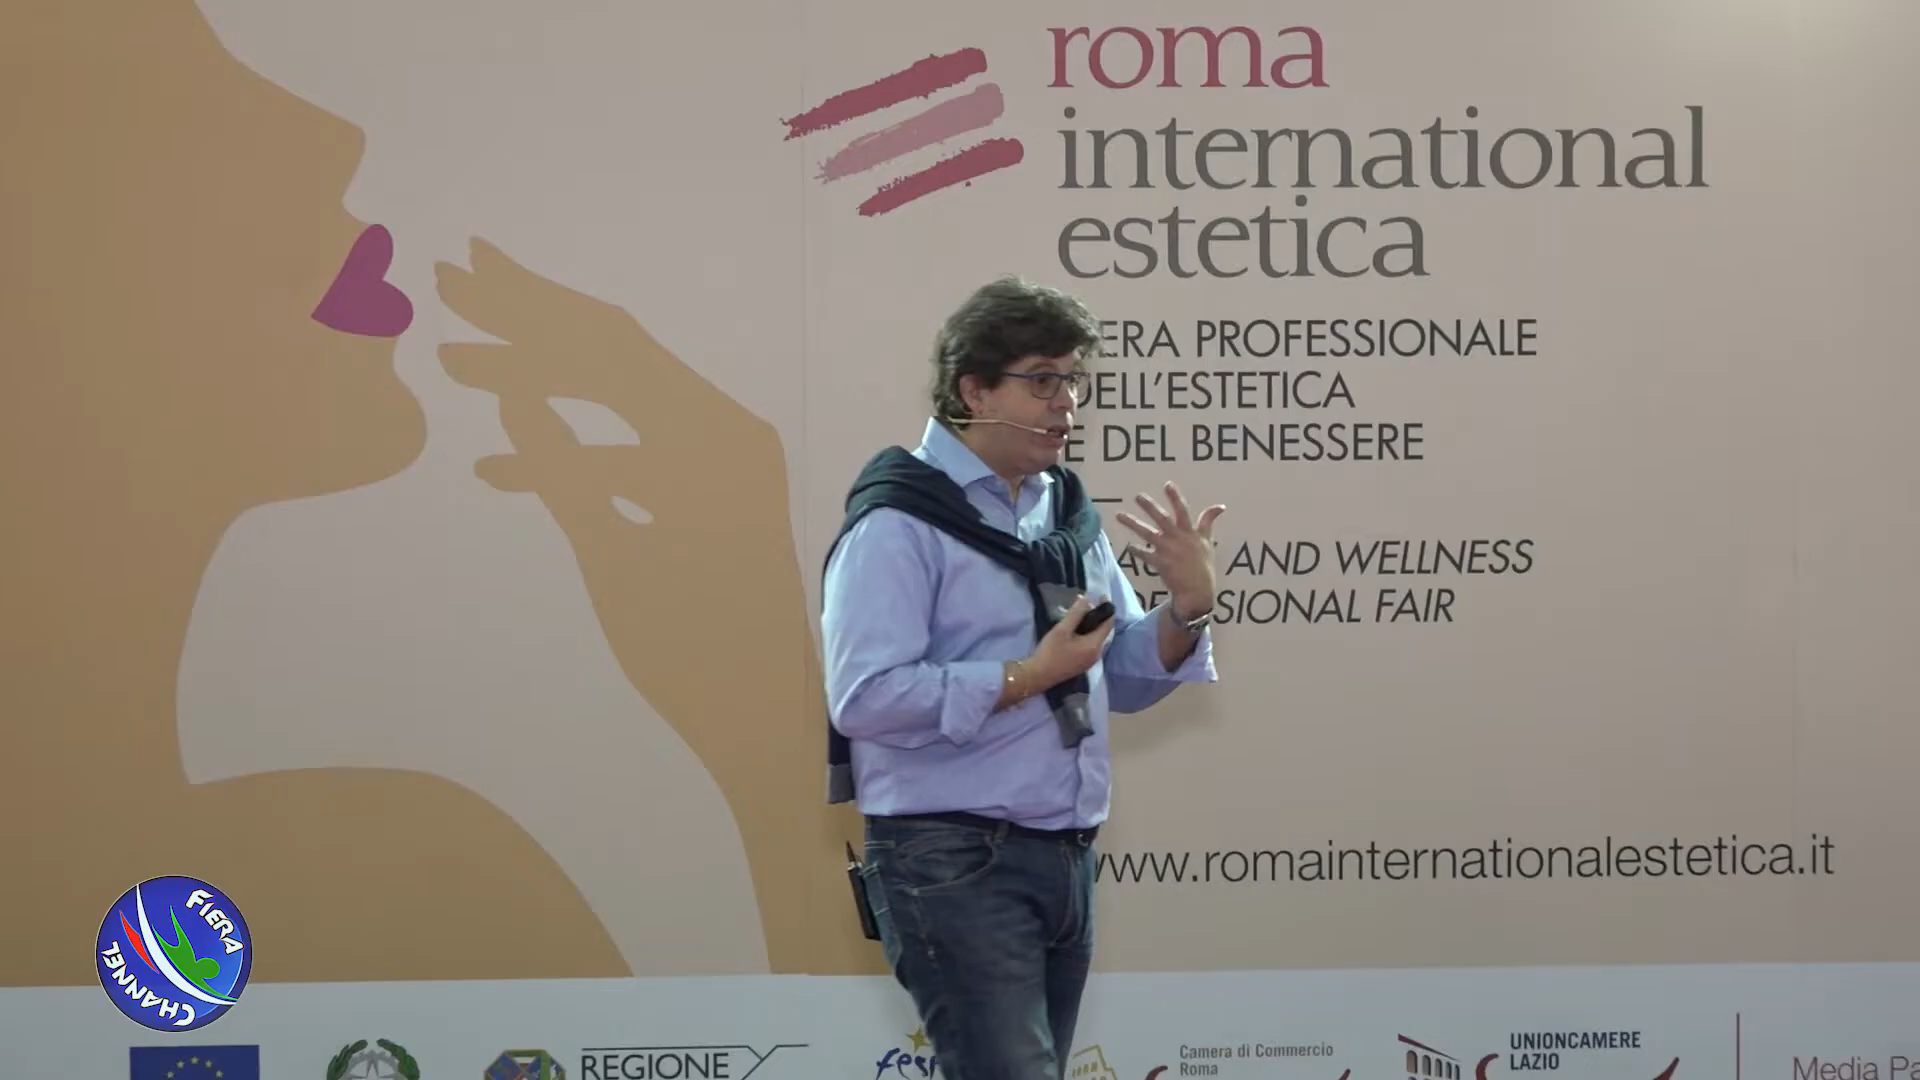 roma
international
estetica
ERA PROFESSIONALE
DELL'ESTETICA
E DEL BENESSERE
AND WELLNESS
SIONAL FAIR
www.romainternationalestetica.it
FIERA
CHANNEL
REGIONE
Camera di Commercio
Roma
UNIONCAMERE
LAZIO
Media